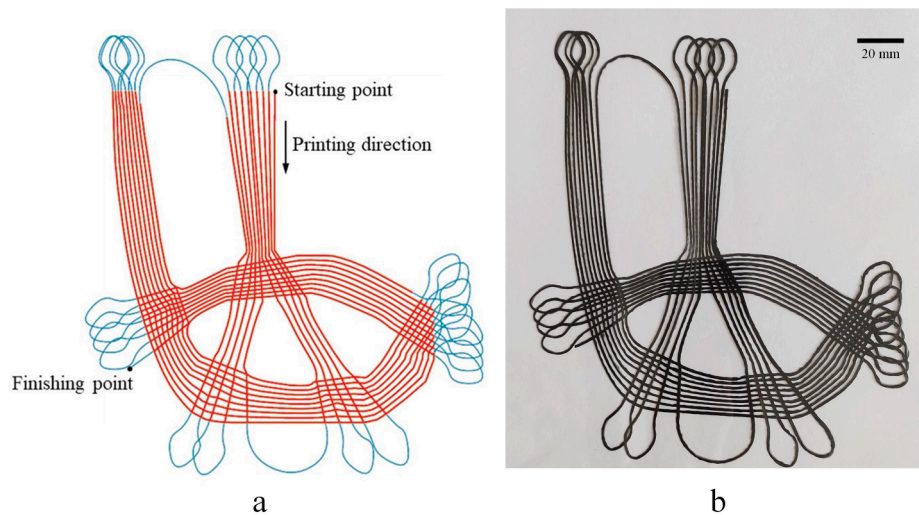 Starting point
Printing direction
Finishing point
20 mm
a
b